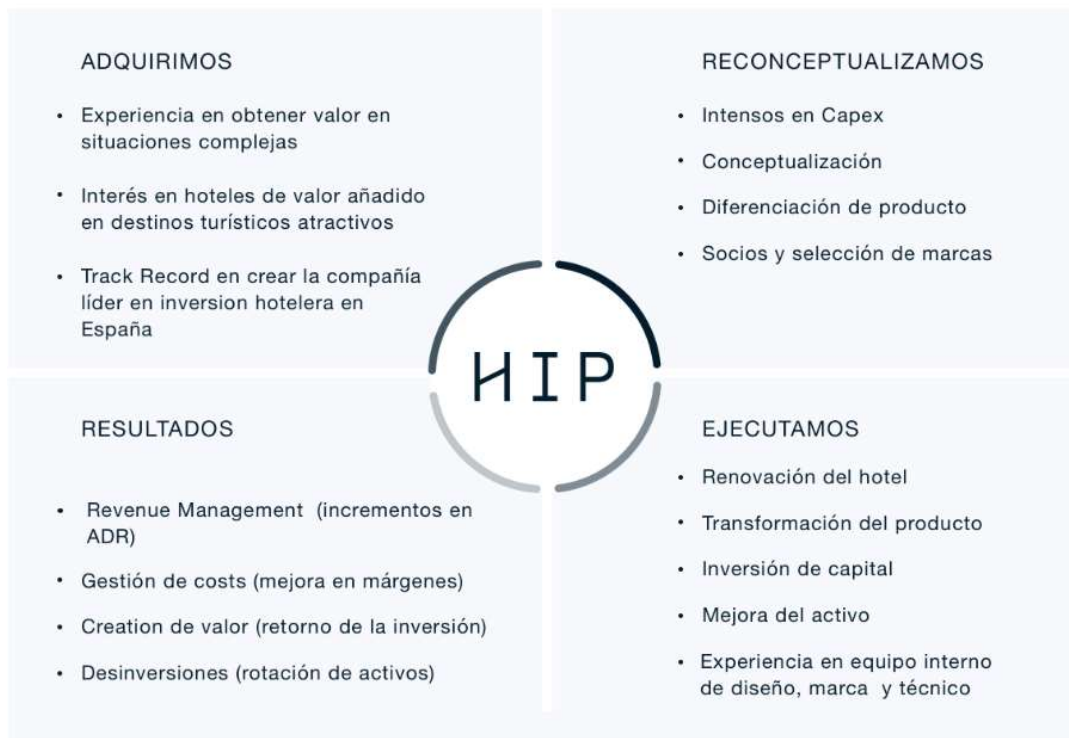 ADQUIRIMOS
• Experiencia en obtener valor en
situaciones complejas
• Interés en hoteles de valor añadido
en destinos turísticos atractivos
• Track Record en crear la compañía
líder en inversion hotelera en
España
RECONCEPTUALIZAMOS
• Intensos en Capex
• Conceptualización
• Diferenciación de producto
• Socios y selección de marcas
HIP
RESULTADOS
• Revenue Management (incrementos en
ADR)
• Gestión de costs (mejora en márgenes)
• Creation de valor (retorno de la inversión)
• Desinversiones (rotación de activos)
EJECUTAMOS
• Renovación del hotel
• Transformación del producto
• Inversión de capital
• Mejora del activo
• Experiencia en equipo interno
de diseño, marca y técnico